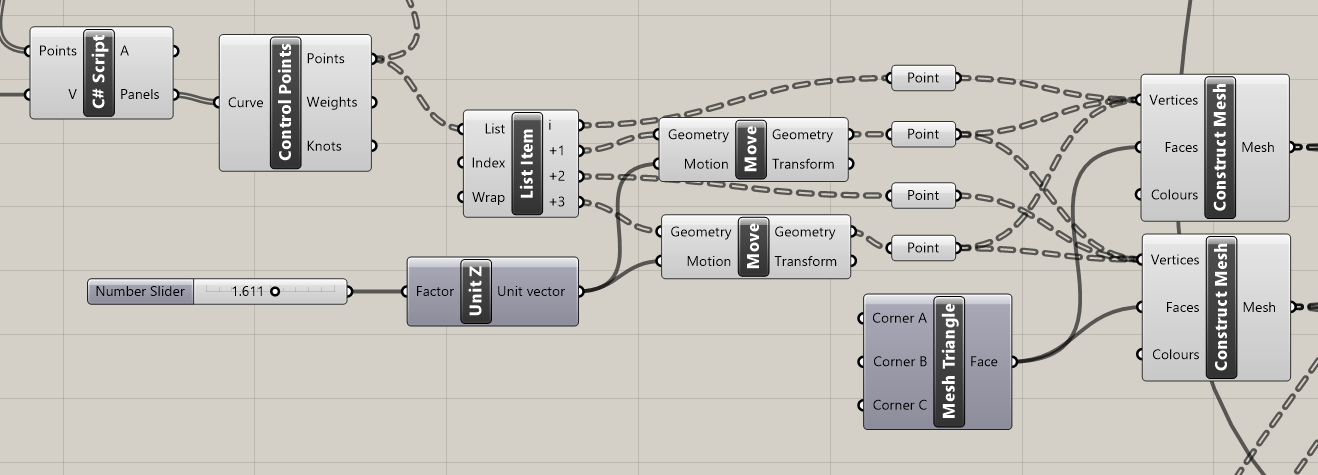 Points
A
V
Panels
C# Script
Curve
Points
Weights
Knots
Control Points
List
Index
Wrap
i
+1
+2
+3
List Item
Geometry
Motion
Move
Geometry
Transform
Geometry
Motion
Move
Geometry
Transform
Point
Point
Point
Point
Number Slider
1.611
Factor
Unit Z
Unit vector
Corner A
Corner B
Corner C
Mesh Triangle
Face
Vertices
Faces
Colours
Construct Mesh
Mesh
Vertices
Faces
Colours
Construct Mesh
Mesh